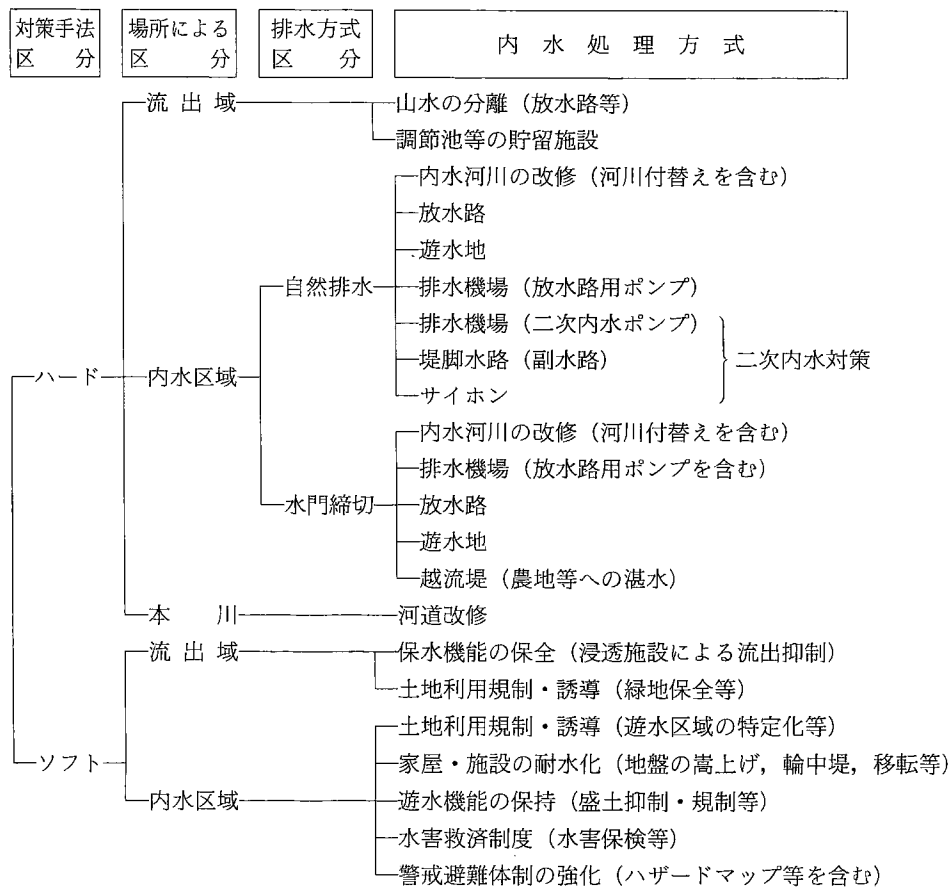 対策手法区分 場所による区分 排水方式区分 内水処理方式
流出域 山水の分離（放水路等）
調節池等の貯留施設
内水河川の改修（河川付替えを含む）
放水路
遊水地
自然排水 排水機場（放水路用ポンプ）
排水機場（二次内水ポンプ）
堤脚水路（副水路） 二次内水対策
ハード 内水区域
サイホン
内水河川の改修（河川付替えを含む）
排水機場（放水路用ポンプを含む）
水門締切 放水路
遊水地
越流堤（農地等への湛水）
本川 河道改修
流出域 保水機能の保全（浸透施設による流出抑制）
土地利用規制・誘導（緑地保全等）
土地利用規制・誘導（遊水区域の特定化等）
ソフト 家屋・施設の耐水化（地盤の嵩上げ，輪中堤，移転等）
内水区域 遊水機能の保持（盛土抑制・規制等）
水害救済制度（水害保検等）
警戒避難体制の強化（ハザードマップ等を含む）